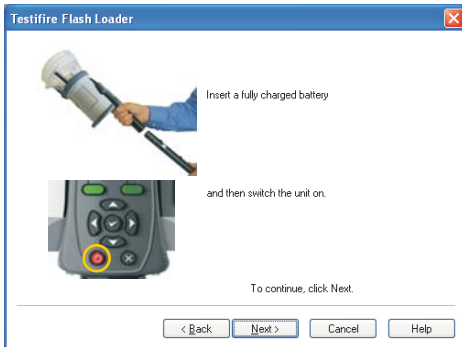 Testifire Flash Loader
Insert a fully charged battery
and then switch the unit on.
To continue, click Next.
< Back
Next >
Cancel
Help